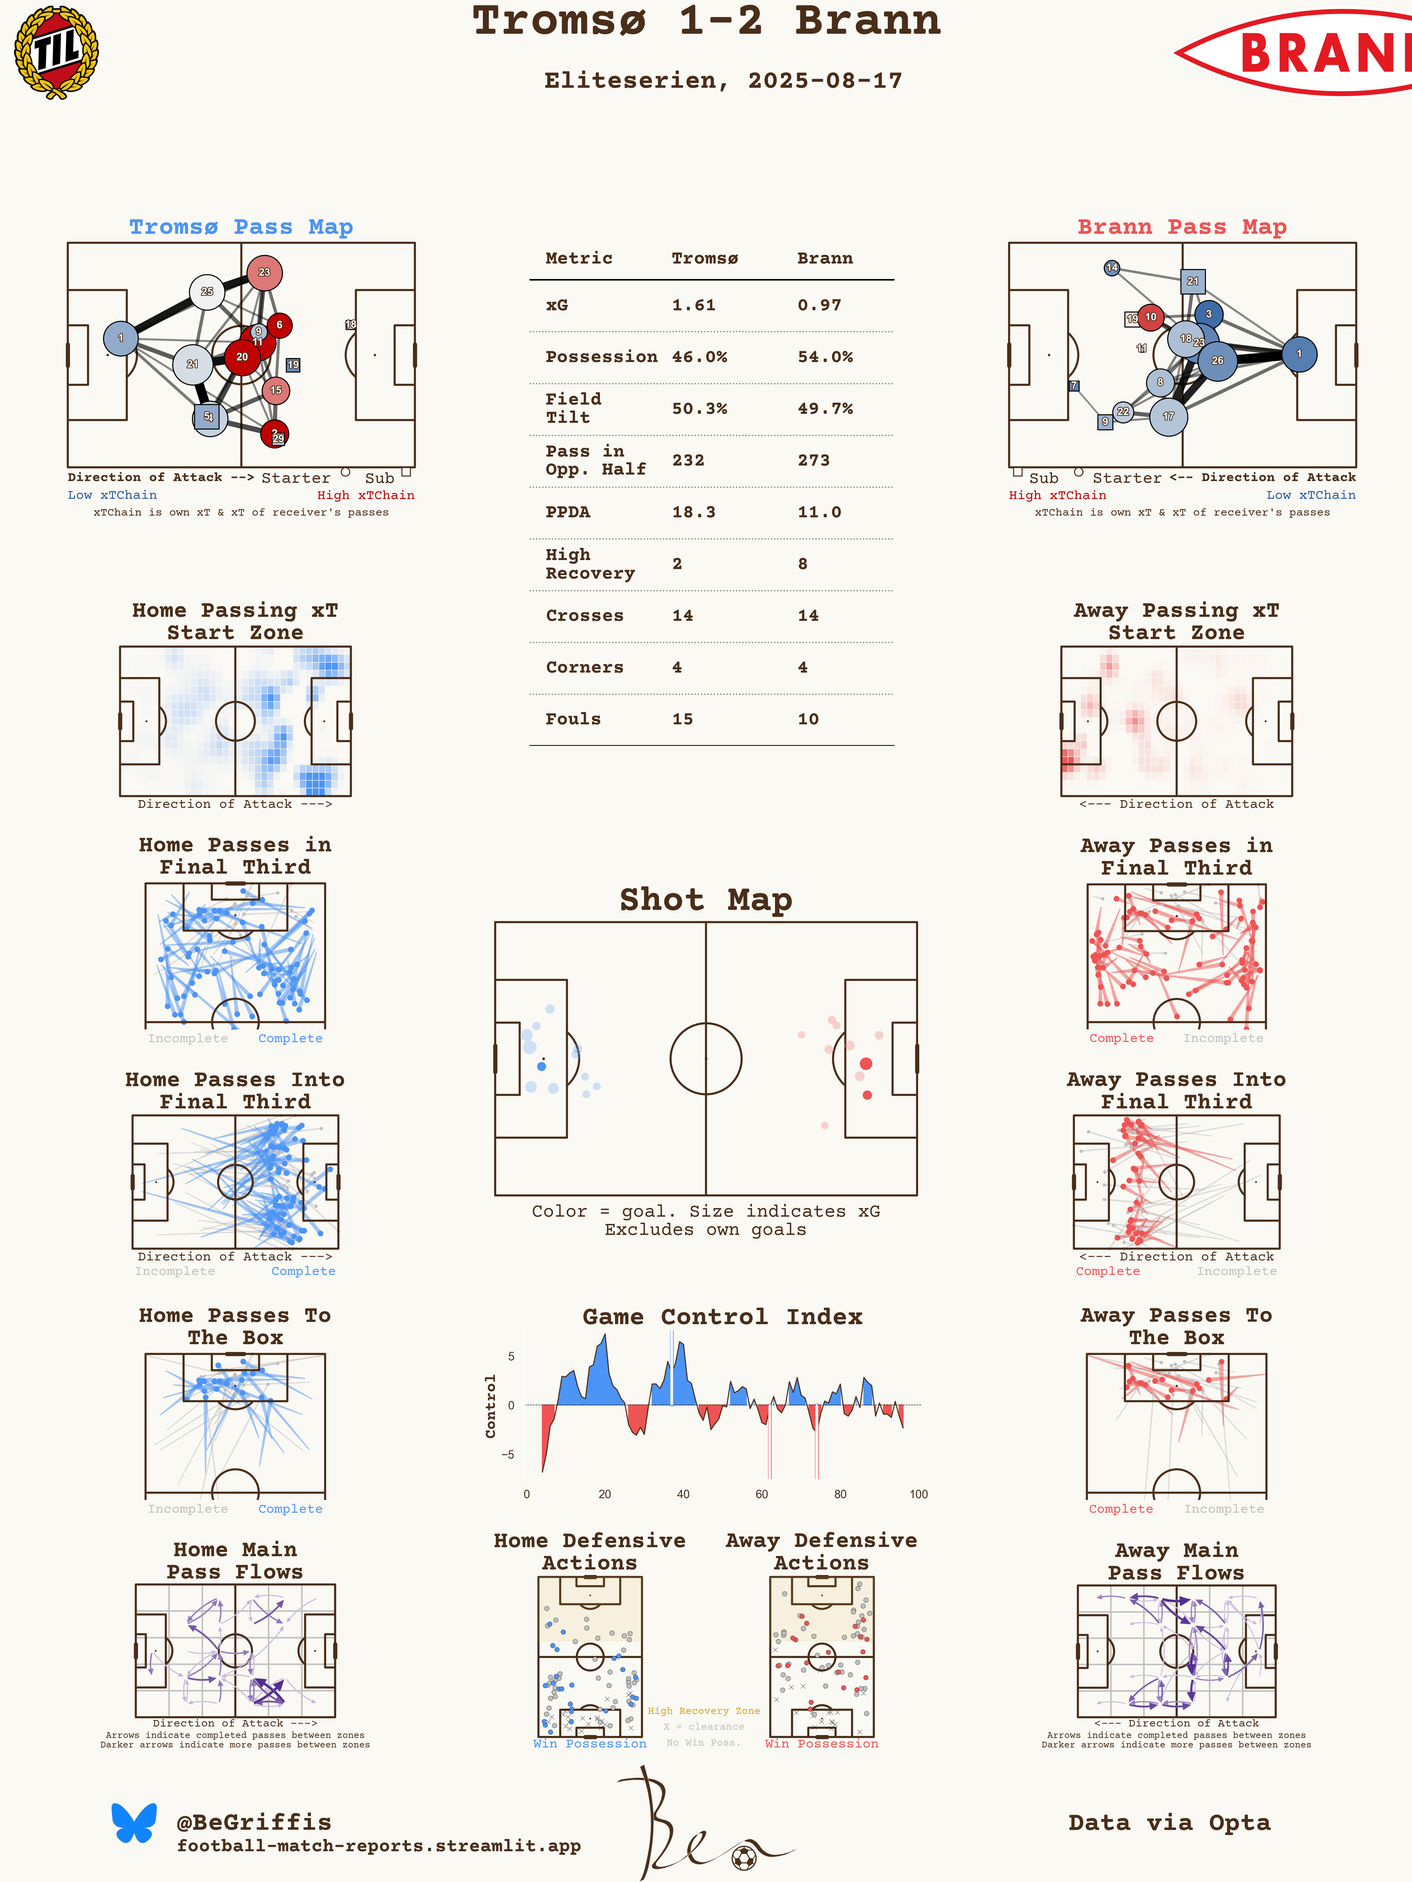 Tromsø 1-2 Brann
Eliteserien, 2025-08-17
TIL
BRANN
Tromsø Pass Map
23
25
6
9
1
11
18
20
21
19
15
5
4
2
29
Direction of Attack --> Starter Sub
Low xTChain High xTChain
xTChain is own xT & xT of receiver's passes
Metric Tromsø Brann
xG 1.61 0.97
Possession 46.0% 54.0%
Field
Tilt 50.3% 49.7%
Pass in
Opp. Half 232 273
PPDA 18.3 11.0
High
Recovery 2 8
Crosses 14 14
Corners 4 4
Fouls 15 10
Brann Pass Map
14
21
3
10
19
18
23
11
26
1
8
7
22
17
9
Sub Starter <-- Direction of Attack
High xTChain Low xTChain
xTChain is own xT & xT of receiver's passes
Home Passing xT
Start Zone
Direction of Attack --->
Away Passing xT
Start Zone
<--- Direction of Attack
Home Passes in
Final Third
Incomplete Complete
Away Passes in
Final Third
Complete Incomplete
Shot Map
Color = goal. Size indicates xG
Excludes own goals
Home Passes Into
Final Third
Direction of Attack --->
Incomplete Complete
Away Passes Into
Final Third
<--- Direction of Attack
Complete Incomplete
Home Passes To
The Box
Incomplete Complete
Game Control Index
Control
5
0
−5
0 20 40 60 80 100
Away Passes To
The Box
Complete Incomplete
Home Main
Pass Flows
Direction of Attack --->
Arrows indicate completed passes between zones
Darker arrows indicate more passes between zones
Home Defensive
Actions
Win Possession
High Recovery Zone
X = clearance
No Win Poss.
Away Defensive
Actions
Win Possession
Away Main
Pass Flows
<--- Direction of Attack
Arrows indicate completed passes between zones
Darker arrows indicate more passes between zones
@BeGriffis
football-match-reports.streamlit.app
Ben
Data via Opta